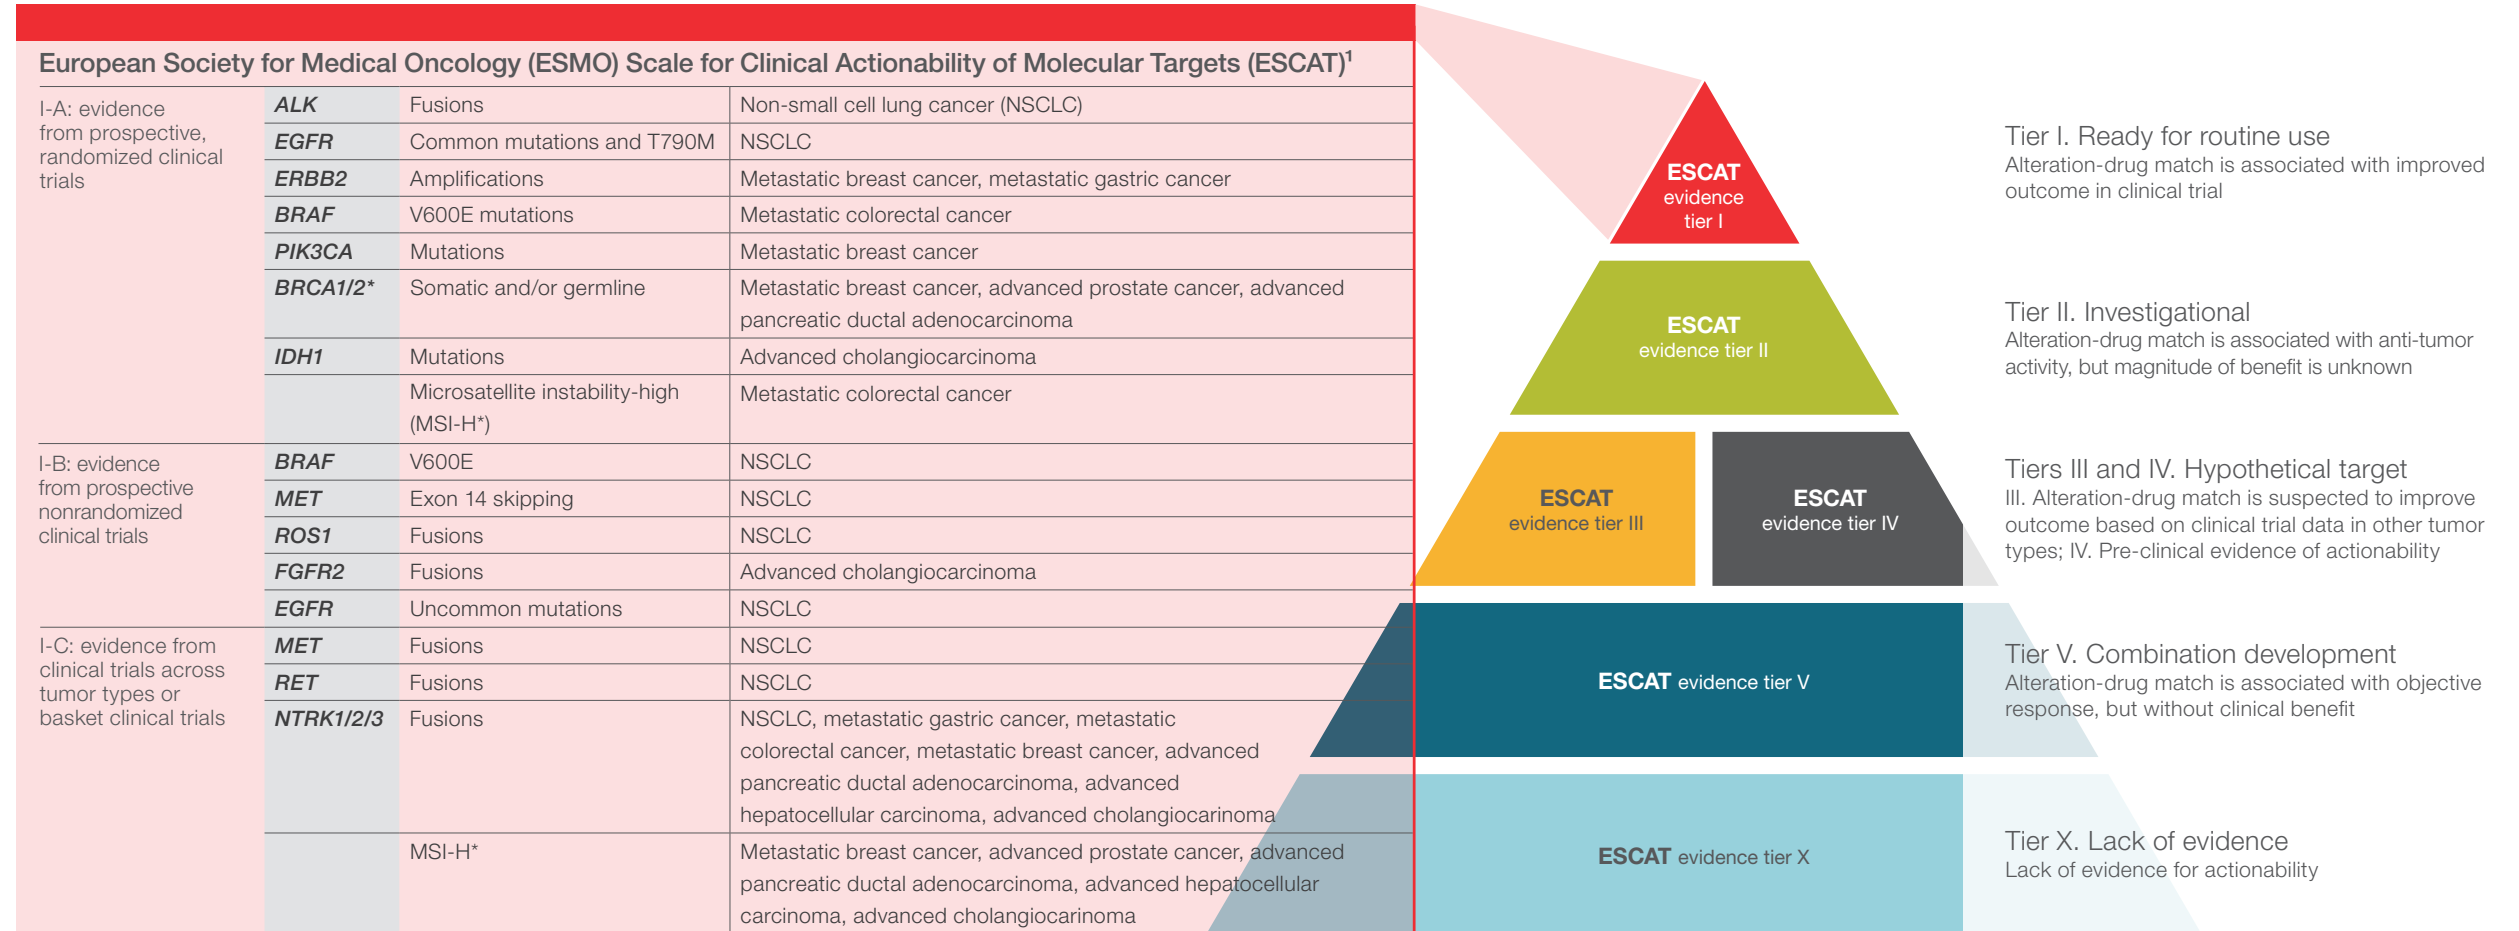 European Society for Medical Oncology (ESMO) Scale for Clinical Actionability of Molecular Targets (ESCAT)¹
I-A: evidence
from prospective,
randomized clinical
trials
ALK Fusions Non-small cell lung cancer (NSCLC)
EGFR Common mutations and T790M NSCLC
ERBB2 Amplifications Metastatic breast cancer, metastatic gastric cancer
BRAF V600E mutations Metastatic colorectal cancer
PIK3CA Mutations Metastatic breast cancer
BRCA1/2* Somatic and/or germline Metastatic breast cancer, advanced prostate cancer, advanced
pancreatic ductal adenocarcinoma
IDH1 Mutations Advanced cholangiocarcinoma
Microsatellite instability-high Metastatic colorectal cancer
(MSI-H*)
I-B: evidence
from prospective
nonrandomized
clinical trials
BRAF V600E NSCLC
MET Exon 14 skipping NSCLC
ROS1 Fusions NSCLC
FGFR2 Fusions Advanced cholangiocarcinoma
EGFR Uncommon mutations NSCLC
I-C: evidence from
clinical trials across
tumor types or
basket clinical trials
MET Fusions NSCLC
RET Fusions NSCLC
NTRK1/2/3 Fusions NSCLC, metastatic gastric cancer, metastatic
colorectal cancer, metastatic breast cancer, advanced
pancreatic ductal adenocarcinoma, advanced
hepatocellular carcinoma, advanced cholangiocarinoma
MSI-H* Metastatic breast cancer, advanced prostate cancer, advanced
pancreatic ductal adenocarcinoma, advanced hepatocellular
carcinoma, advanced cholangiocarinoma
ESCAT
evidence
tier I
Tier I. Ready for routine use
Alteration-drug match is associated with improved
outcome in clinical trial
ESCAT
evidence tier II
Tier II. Investigational
Alteration-drug match is associated with anti-tumor
activity, but magnitude of benefit is unknown
ESCAT
evidence tier III
ESCAT
evidence tier IV
Tiers III and IV. Hypothetical target
III. Alteration-drug match is suspected to improve
outcome based on clinical trial data in other tumor
types; IV. Pre-clinical evidence of actionability
ESCAT evidence tier V
Tier V. Combination development
Alteration-drug match is associated with objective
response, but without clinical benefit
ESCAT evidence tier X
Tier X. Lack of evidence
Lack of evidence for actionability